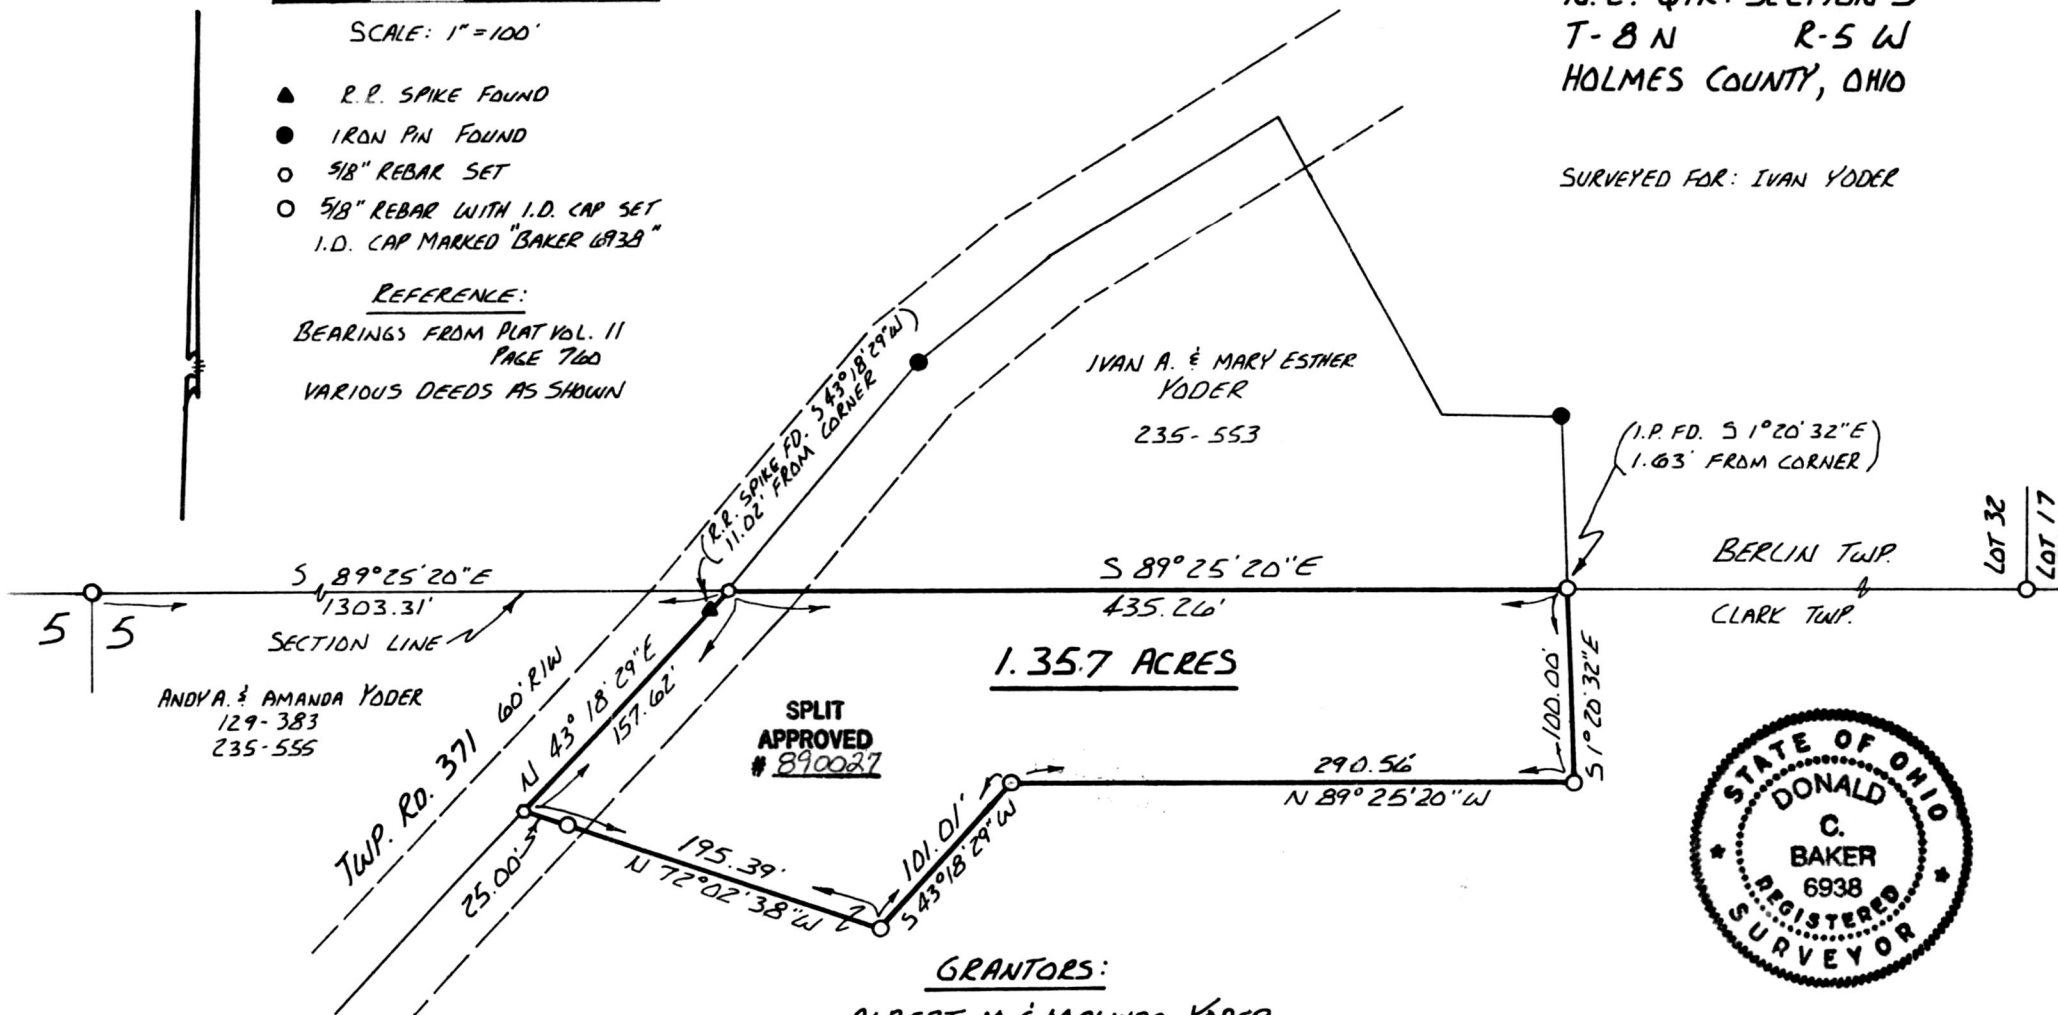 SCALE: 1" = 100'
R.R. SPIKE FOUND
IRON PIN FOUND
5/8" REBAR SET
5/8" REBAR WITH I.D. CAP SET
I.D. CAP MARKED "BAKER 6938"
REFERENCE:
BEARINGS FROM PLAT VOL. 11
PAGE 760
VARIOUS DEEDS AS SHOWN
T-8 N R-5 W
HOLMES COUNTY, OHIO
SURVEYED FOR: IVAN YODER
(R.R. SPIKE FD. S 43° 18' 29" W)
11.02' FROM CORNER
IVAN A. & MARY ESTHER
YODER
235-553
(I.P. FD. S 1° 20' 32" E)
1.63' FROM CORNER)
LOT 32
LOT 17
S 89° 25' 20" E
1303.31'
SECTION LINE
5 5
S 89° 25' 20" E
435.26'
BERLIN TWP.
CLARK TWP.
ANDY A. & AMANDA YODER
129-383
235-555
TWP. RD. 371 60' R/W
N 43° 18' 29" E
157.62'
1.357 ACRES
SPLIT
APPROVED
# 890027
100.00'
S 1° 20' 32" E
290.56'
N 89° 25' 20" W
101.01'
S 43° 18' 29" W
195.39'
N 72° 02' 38" W
25.00'
STATE OF OHIO
DONALD
C.
BAKER
6938
REGISTERED
SURVEYOR
GRANTORS: